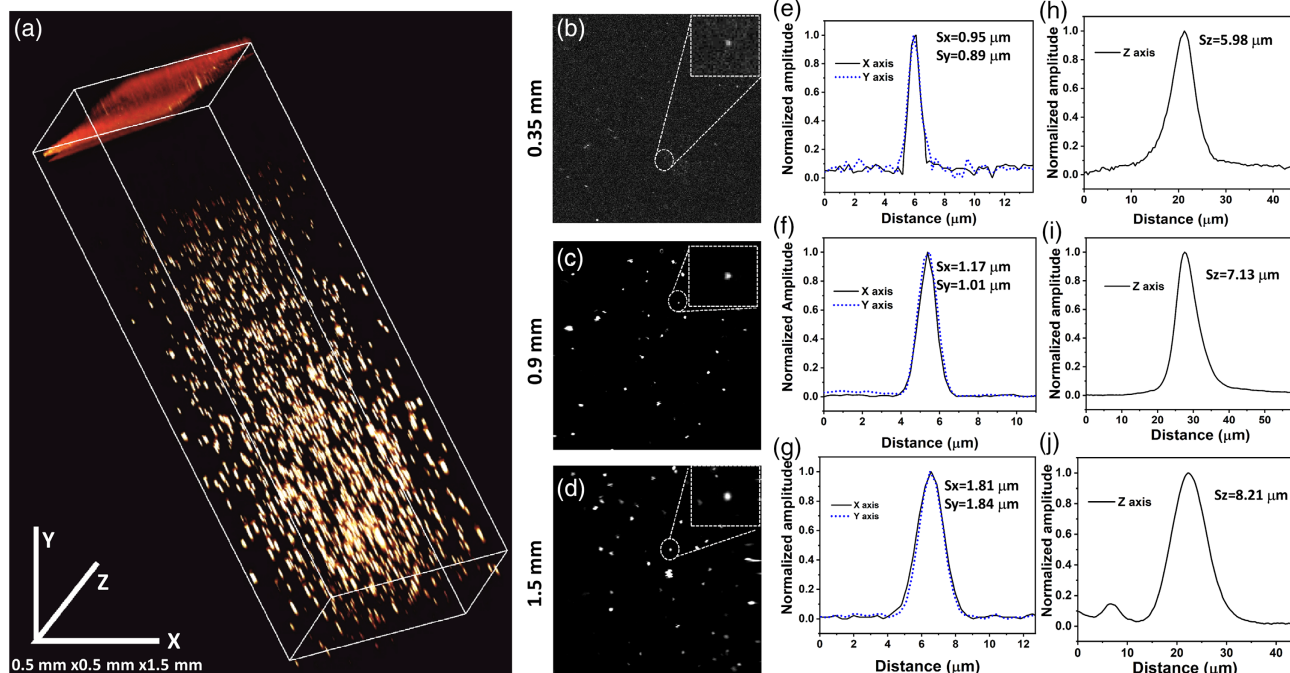 (a)
Y
Z
X
0.5 mm x0.5 mm x1.5 mm
0.35 mm
(b)
0.9 mm
(c)
1.5 mm
(d)
(e)
Normalized amplitude
1.0
0.8
0.6
0.4
0.2
0.0
X axis
Y axis
Sx=0.95 μm
Sy=0.89 μm
0 2 4 6 8 10 12
Distance (μm)
(h)
Normalized amplitude
1.0
0.8
0.6
0.4
0.2
0.0
Z axis
Sz=5.98 μm
0 10 20 30 40
Distance (μm)
(f)
Normalized Amplitude
1.0
0.8
0.6
0.4
0.2
0.0
X axis
Y axis
Sx=1.17 μm
Sy=1.01 μm
0 2 4 6 8 10
Distance (μm)
(i)
Normalized amplitude
1.0
0.8
0.6
0.4
0.2
0.0
Z axis
Sz=7.13 μm
0 10 20 30 40 50
Distance (μm)
(g)
Normalized amplitude
1.0
0.8
0.6
0.4
0.2
0.0
X axis
Y axis
Sx=1.81 μm
Sy=1.84 μm
0 2 4 6 8 10 12
Distance (μm)
(j)
Normalized amplitude
1.0
0.8
0.6
0.4
0.2
0.0
Z axis
Sz=8.21 μm
0 10 20 30 40
Distance (μm)